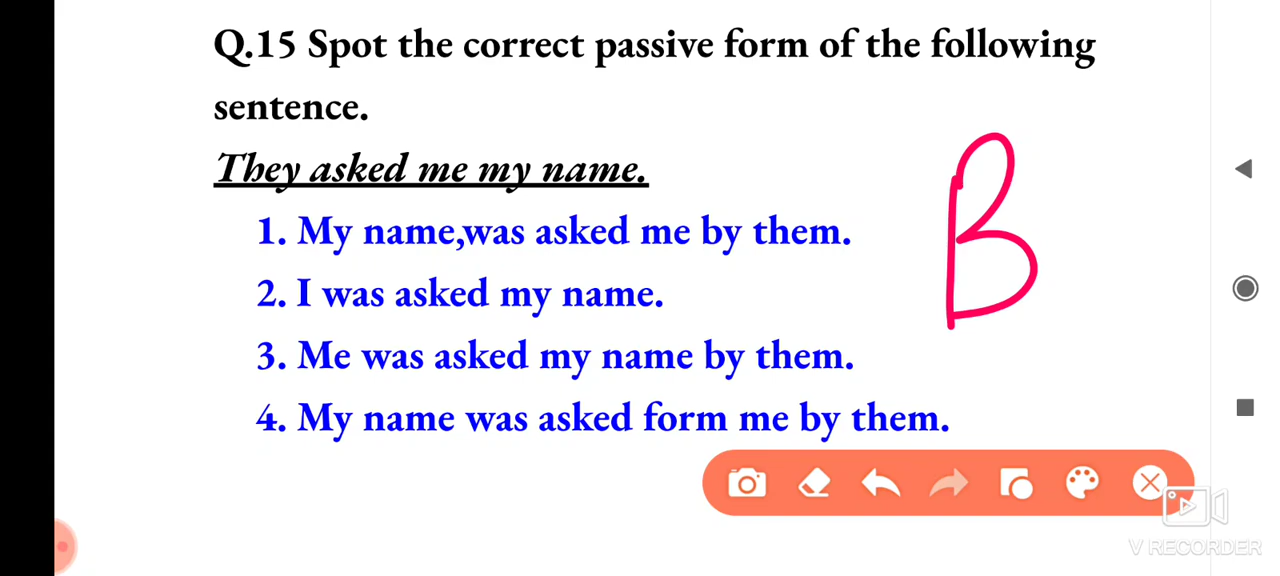 Q.15 Spot the correct passive form of the following
sentence.
They asked me my name.
1. My name,was asked me by them.
2. I was asked my name.
3. Me was asked my name by them.
4. My name was asked form me by them.
B
V RECORDER